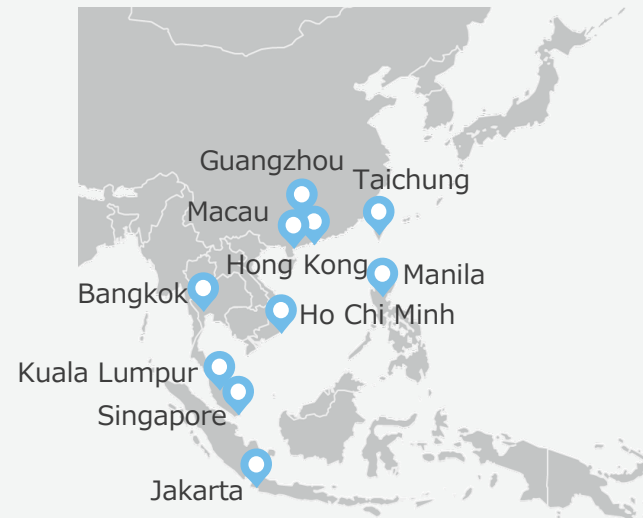 Guangzhou
Taichung
Macau
Hong Kong
Manila
Bangkok
Ho Chi Minh
Kuala Lumpur
Singapore
Jakarta